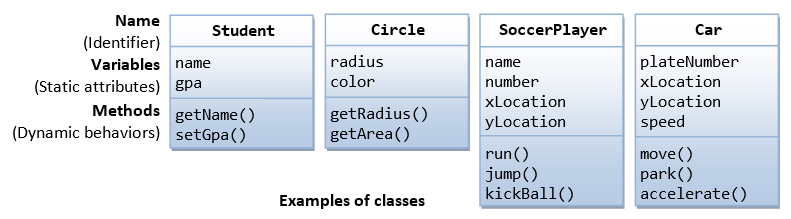 Name
(Identifier)
Variables
(Static attributes)
Methods
(Dynamic behaviors)
Student
name
gpa
getName()
setGpa()
Circle
radius
color
getRadius()
getArea()
SoccerPlayer
name
number
xLocation
yLocation
run()
jump()
kickBall()
Car
plateNumber
xLocation
yLocation
speed
move()
park()
accelerate()
Examples of classes